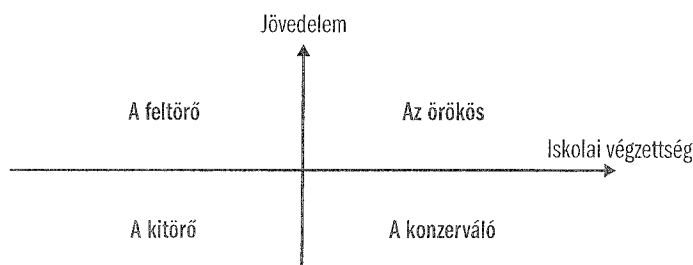 Jövedelem
A feltörő
Az örökös
Iskolai végzettség
A kitörő
A konzerváló